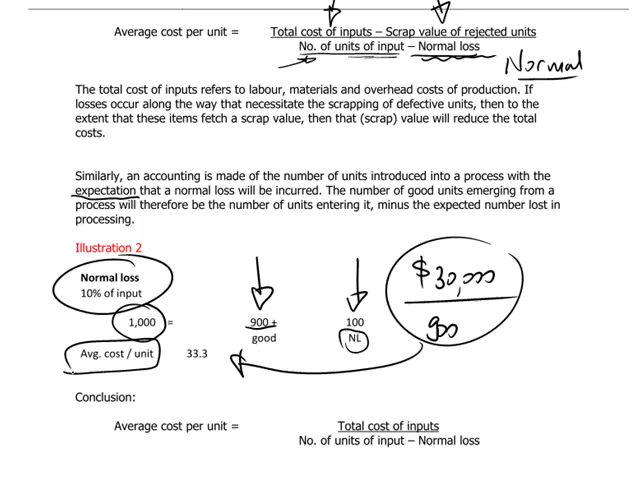 Average cost per unit = Total cost of inputs – Scrap value of rejected units
No. of units of input – Normal loss
Normal
The total cost of inputs refers to labour, materials and overhead costs of production. If
losses occur along the way that necessitate the scrapping of defective units, then to the
extent that these items fetch a scrap value, then that (scrap) value will reduce the total
costs.
Similarly, an accounting is made of the number of units introduced into a process with the
expectation that a normal loss will be incurred. The number of good units emerging from a
process will therefore be the number of units entering it, minus the expected number lost in
processing.
Illustration 2
Normal loss
10% of input
$30,000
1,000 = 900 + 100
900
good NL
Avg. cost / unit 33.3
Conclusion:
Average cost per unit = Total cost of inputs
No. of units of input – Normal loss